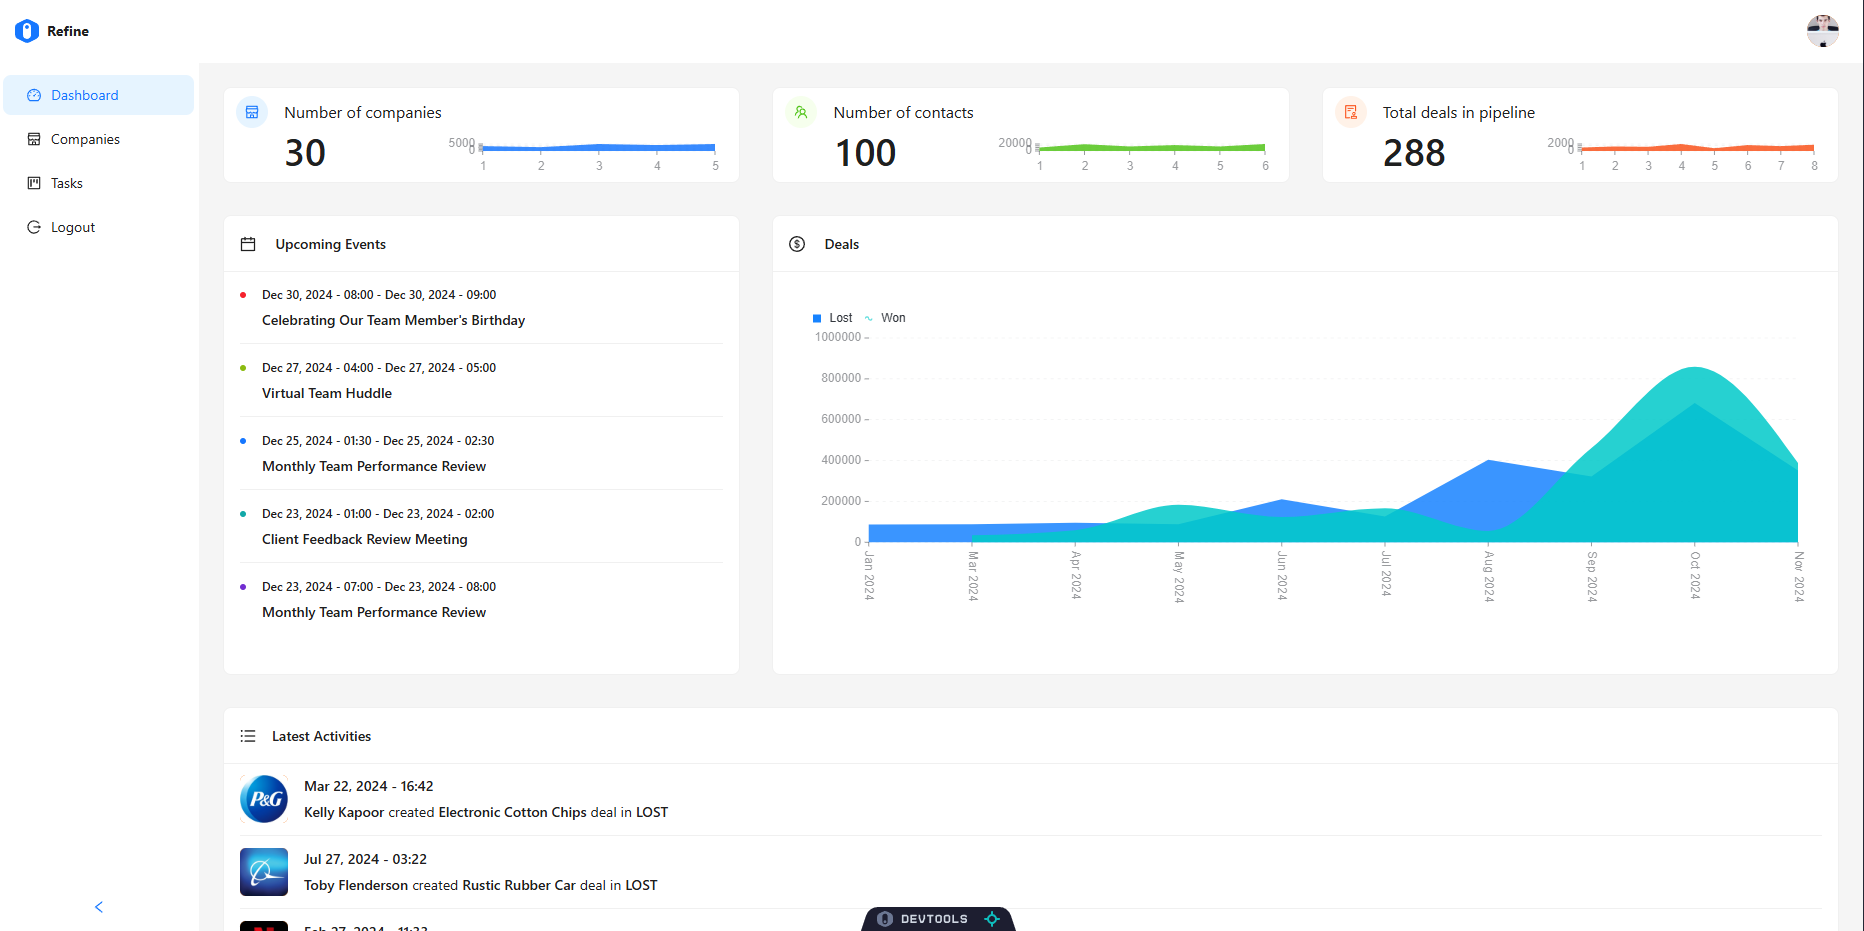 Refine
Dashboard
Companies
Tasks
Logout
Number of companies
30
5000
0
1 2 3 4 5
Number of contacts
100
20000
0
1 2 3 4 5 6
Total deals in pipeline
288
2000
0
1 2 3 4 5 6 7 8
Upcoming Events
Dec 30, 2024 - 08:00 - Dec 30, 2024 - 09:00
Celebrating Our Team Member's Birthday
Dec 27, 2024 - 04:00 - Dec 27, 2024 - 05:00
Virtual Team Huddle
Dec 25, 2024 - 01:30 - Dec 25, 2024 - 02:30
Monthly Team Performance Review
Dec 23, 2024 - 01:00 - Dec 23, 2024 - 02:00
Client Feedback Review Meeting
Dec 23, 2024 - 07:00 - Dec 23, 2024 - 08:00
Monthly Team Performance Review
Deals
Lost Won
1000000
800000
600000
400000
200000
0
Jan 2024
Mar 2024
Apr 2024
May 2024
Jun 2024
Jul 2024
Aug 2024
Sep 2024
Oct 2024
Nov 2024
Latest Activities
P&G
Mar 22, 2024 - 16:42
Kelly Kapoor created Electronic Cotton Chips deal in LOST
Jul 27, 2024 - 03:22
Toby Flenderson created Rustic Rubber Car deal in LOST
Feb 27, 2024 - 11:33
DEVTOOLS